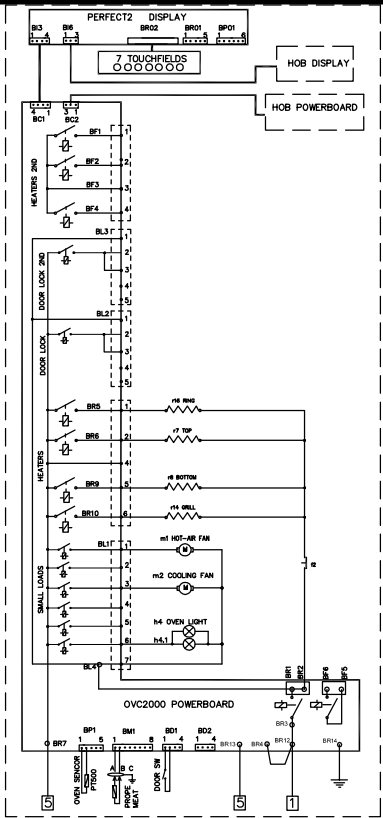 PERFECT2 DISPLAY
BI3 BI6 BR02 BR01 BP01
1 4 1 3 1 5 1 6
7 TOUCHFIELDS
HOB DISPLAY
HOB POWERBOARD
4 1 3 1
BC1 BC2
HEATERS 2ND
BF1 1
BF2 2
BF3 3
BF4 4
BL3 1
DOOR LOCK 2ND
2
3
4
5
BL2 1
DOOR LOCK
2
3
4
5
HEATERS
BR5 1 r16 RING
BR6 2 r7 TOP
4
BR9 5 r8 BOTTOM
BR10 6 r14 GRILL
SMALL LOADS
BL1 1 m1 HOT-AIR FAN
M
2
3 m2 COOLING FAN
M
4
5 h4 OVEN LIGHT
6 h4.1
7
f2
BL4
BR1 BR2 BF6 BF5
OVC2000 POWERBOARD
BR3
BR7 BP1 BM1 BD1 BD2 BR13 BR4 BR12 BR14
1 5 1 8 1 4 1 4
OVEN SENSOR
PT500
A B C
PROPE
MEAT
DOOR SW
5 5 1